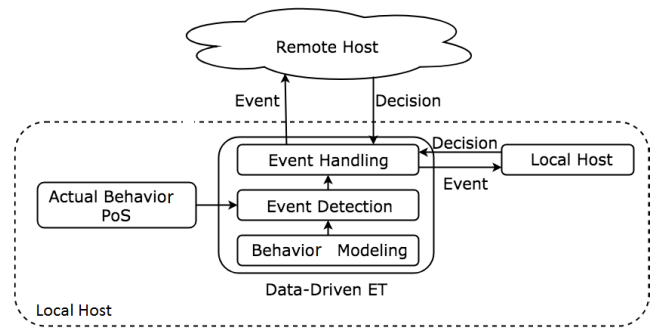 Remote Host
Event
Decision
Event Handling
Decision
Local Host
Event
Actual Behavior
PoS
Event Detection
Behavior Modeling
Data-Driven ET
Local Host